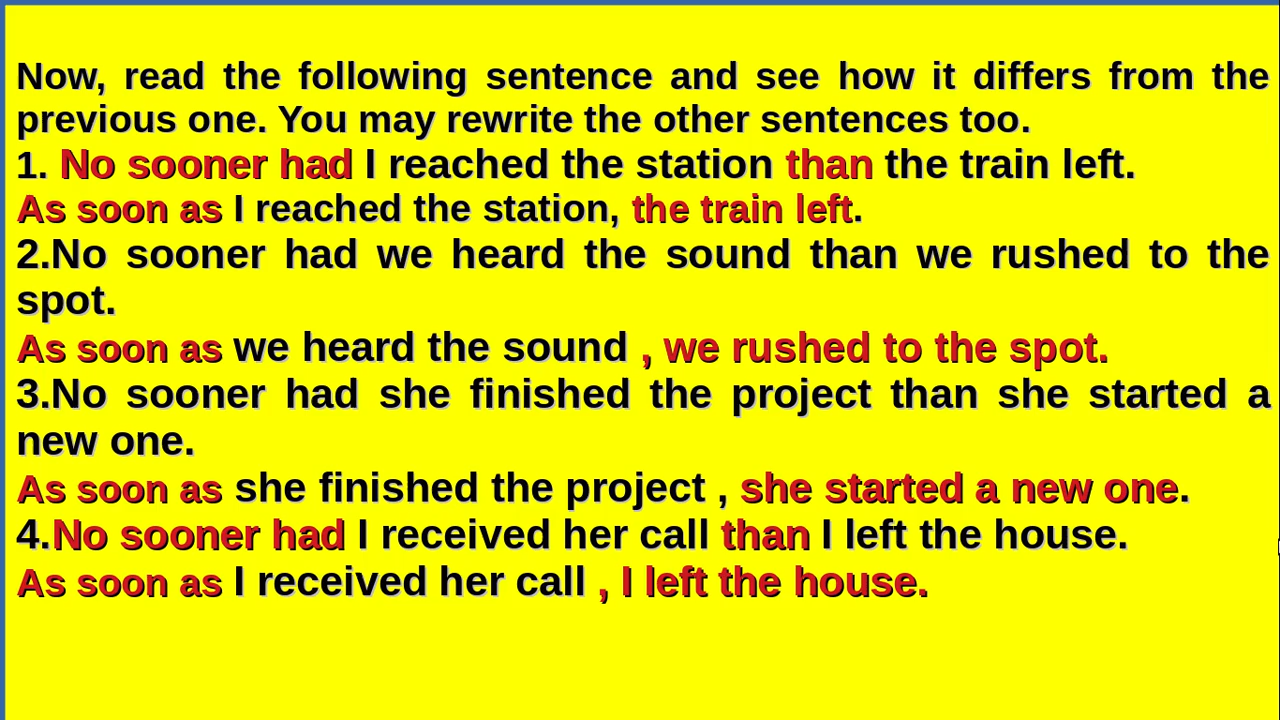 Now, read the following sentence and see how it differs from the
previous one. You may rewrite the other sentences too.
1. No sooner had I reached the station than the train left.
As soon as I reached the station, the train left.
2.No sooner had we heard the sound than we rushed to the
spot.
As soon as we heard the sound , we rushed to the spot.
3.No sooner had she finished the project than she started a
new one.
As soon as she finished the project , she started a new one.
4.No sooner had I received her call than I left the house.
As soon as I received her call , I left the house.